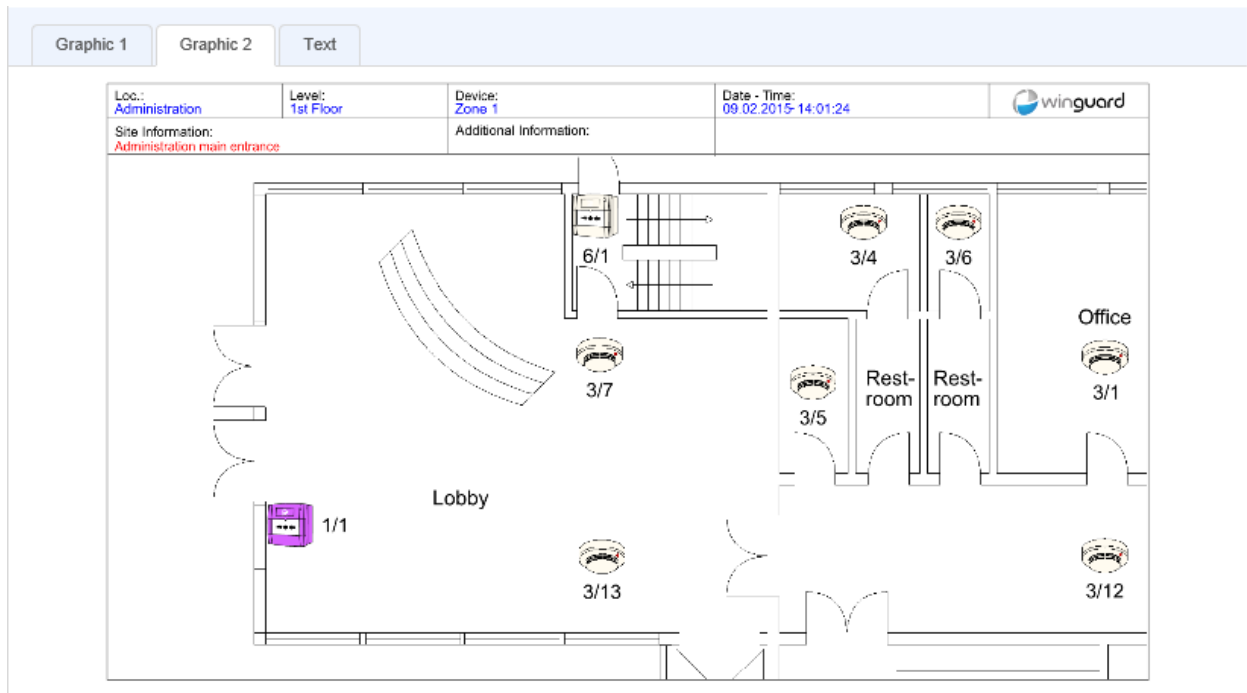 Graphic 1
Graphic 2
Text
Loc.:
Administration
Level:
1st Floor
Device:
Zone 1
Date - Time:
09.02.2015- 14:01:24
winguard
Site Information:
Administration main entrance
Additional Information:
6/1
3/4
3/6
Office
3/7
3/5
Rest-
room
Rest-
room
3/1
Lobby
1/1
3/13
3/12